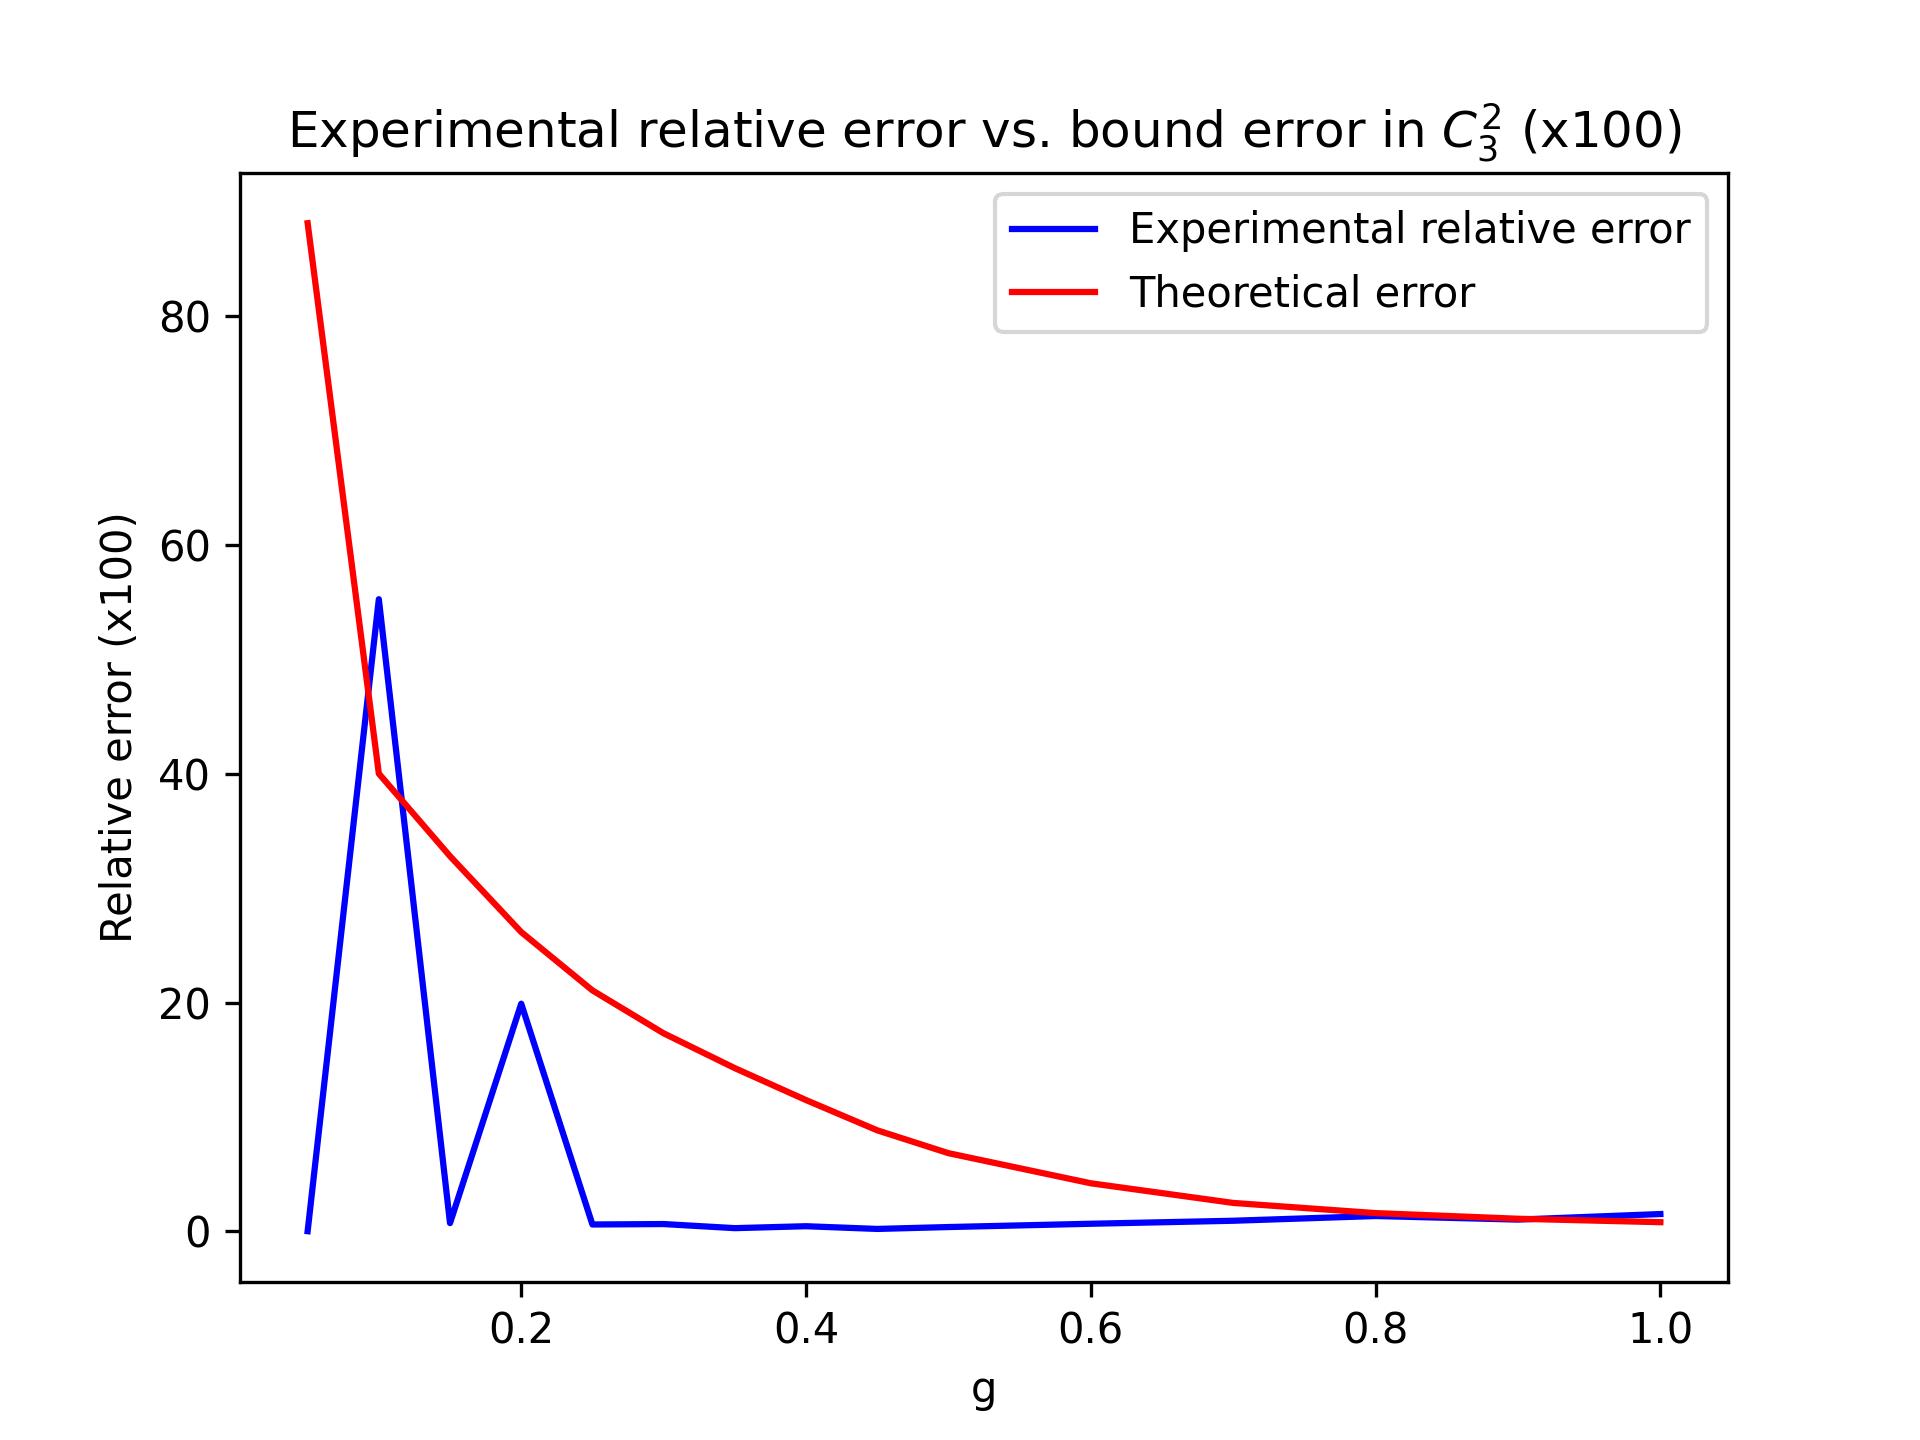 Experimental relative error vs. bound error in $C_3^2$ (x100)
Experimental relative error
Theoretical error
Relative error (x100)
80
60
40
20
0
0.2 0.4 0.6 0.8 1.0
g